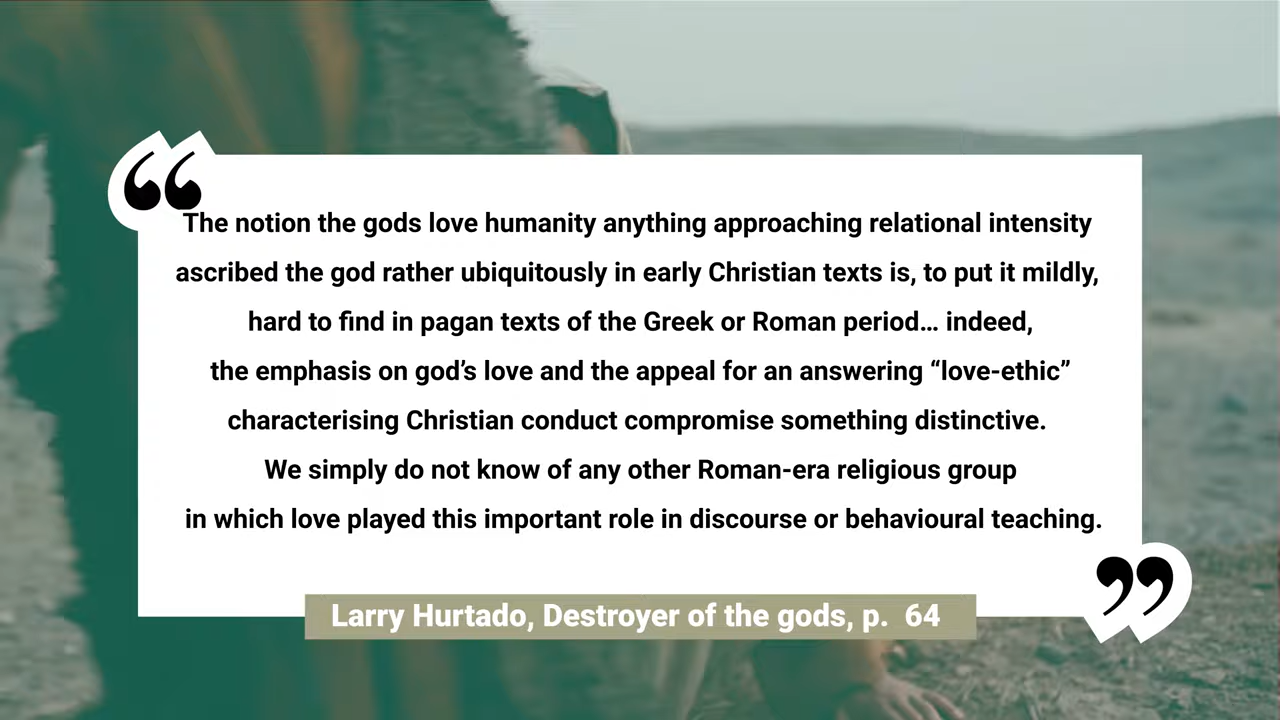 “
The notion the gods love humanity anything approaching relational intensity
ascribed the god rather ubiquitously in early Christian texts is, to put it mildly,
hard to find in pagan texts of the Greek or Roman period… indeed,
the emphasis on god’s love and the appeal for an answering “love-ethic”
characterising Christian conduct compromise something distinctive.
We simply do not know of any other Roman-era religious group
in which love played this important role in discourse or behavioural teaching.
”
Larry Hurtado, Destroyer of the gods, p. 64